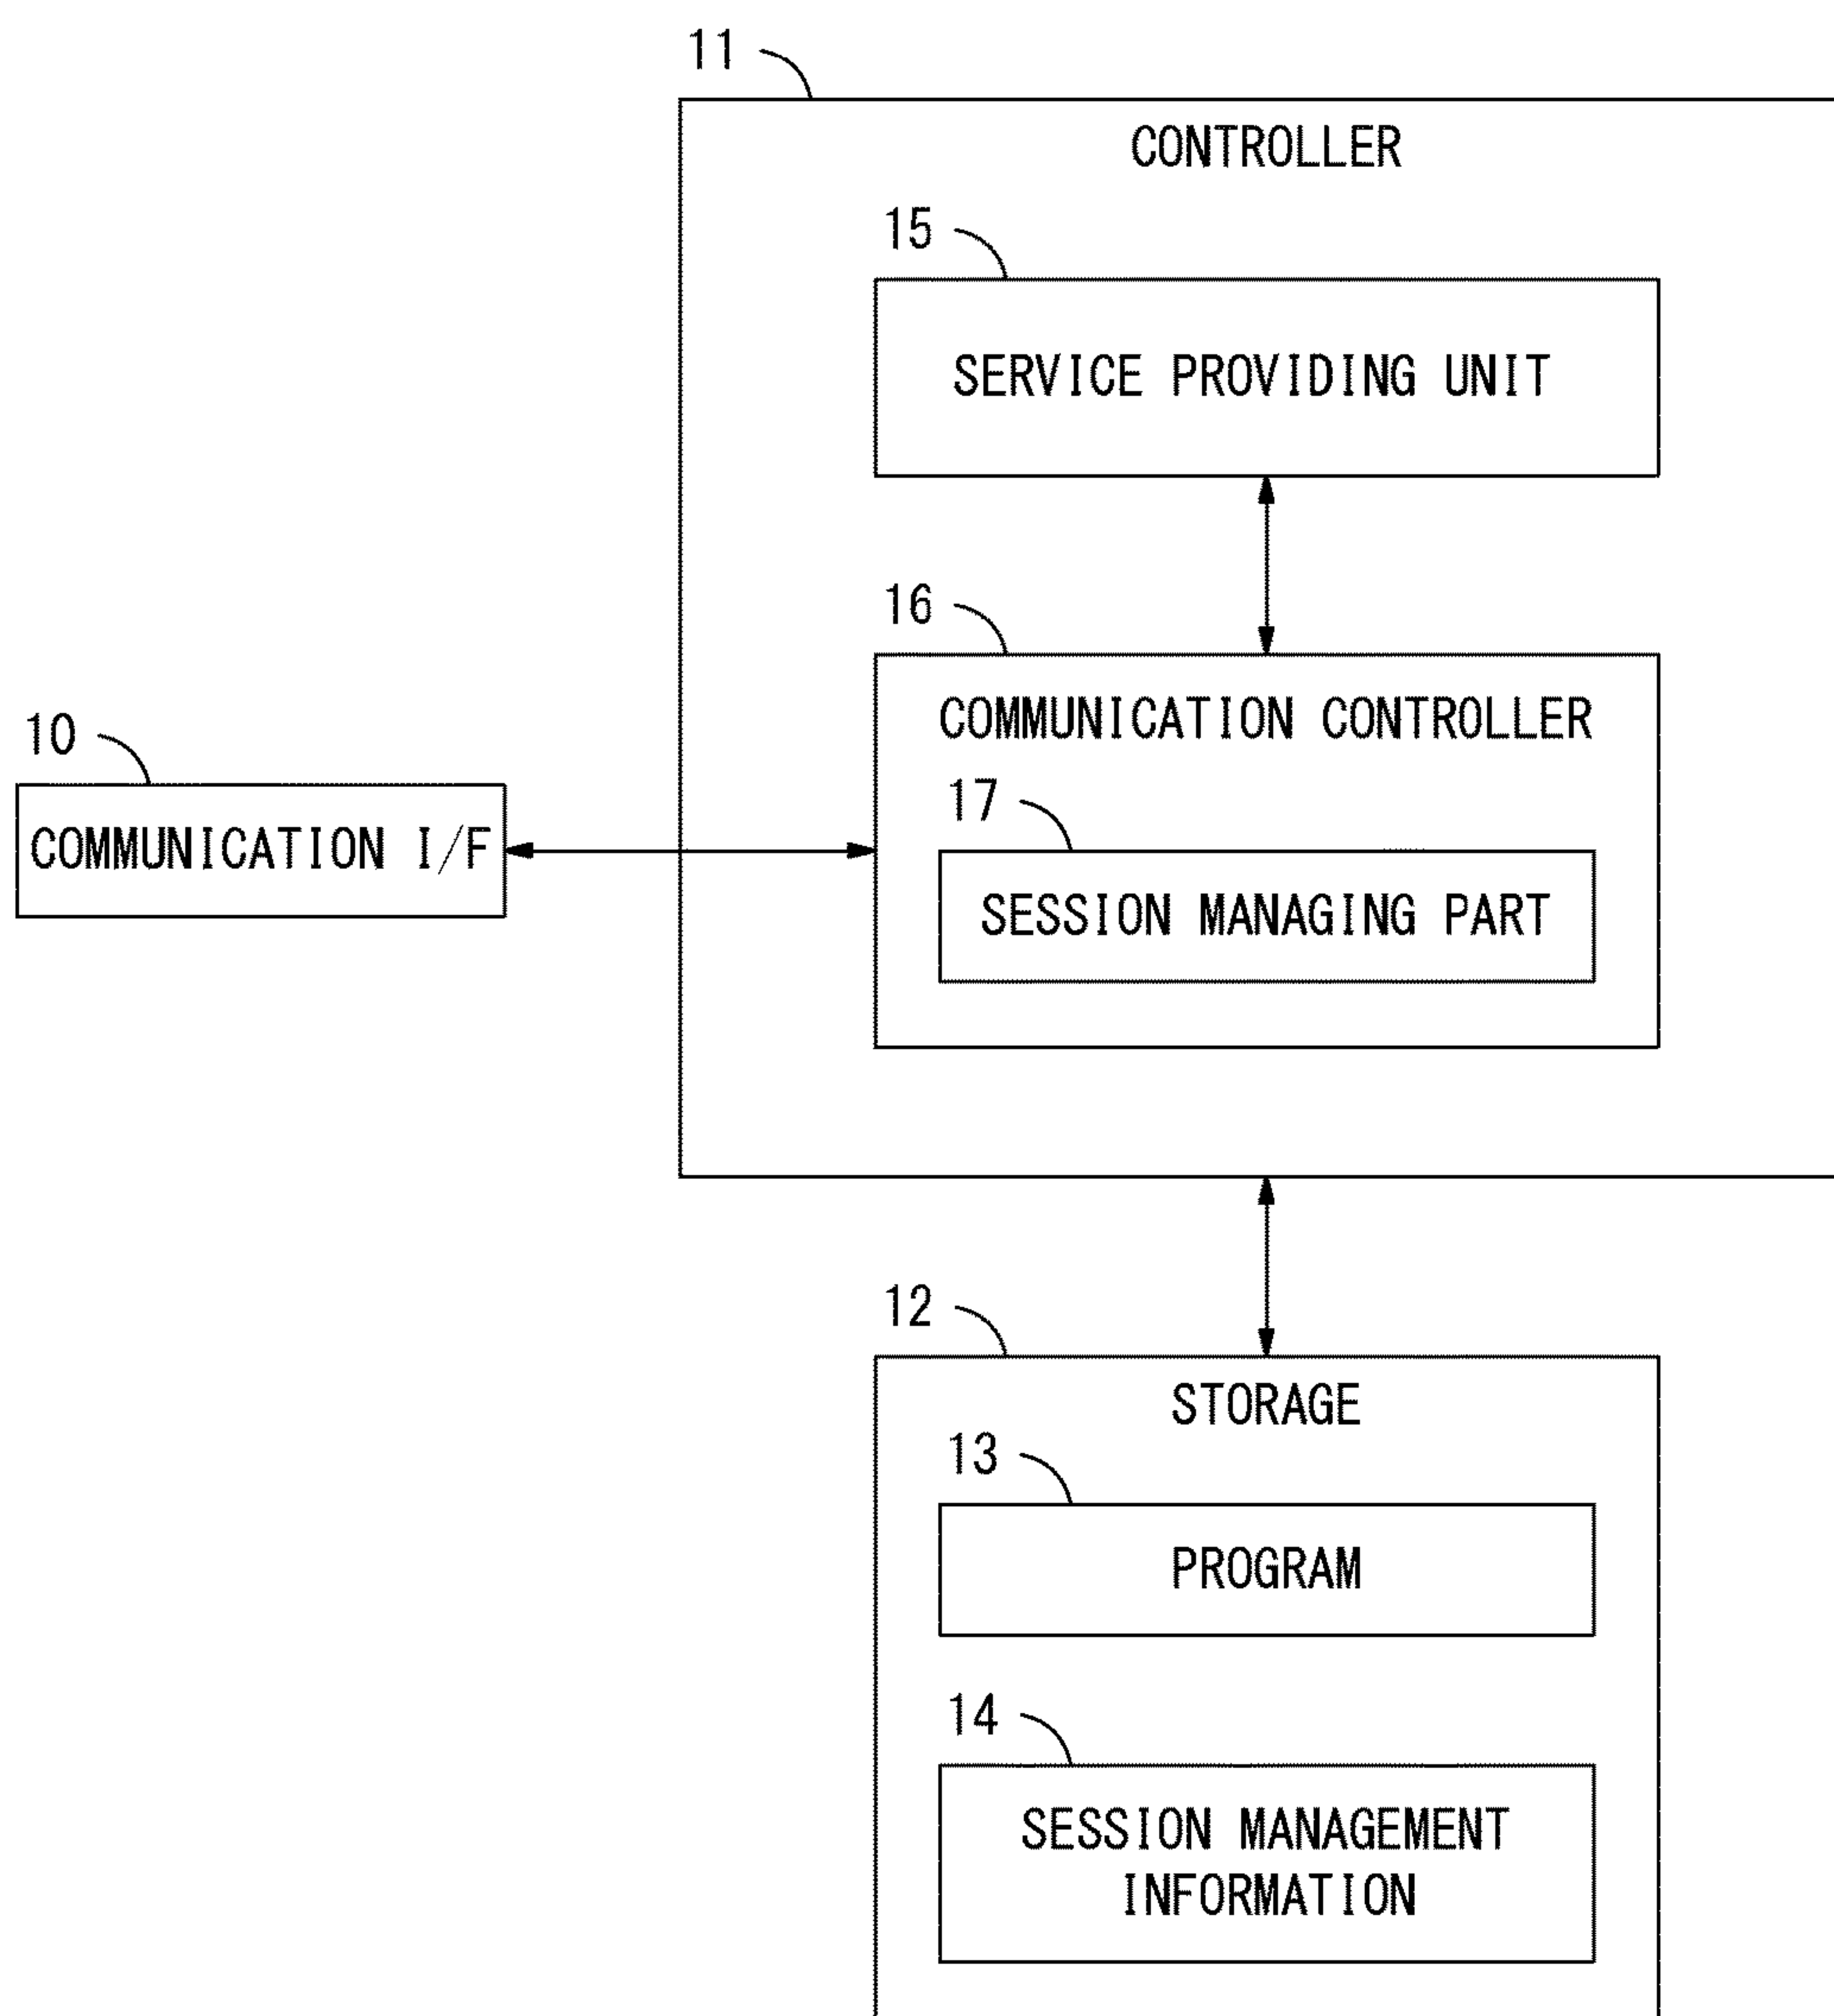 11
CONTROLLER
15
SERVICE PROVIDING UNIT
16
COMMUNICATION CONTROLLER
10
17
COMMUNICATION I/F
SESSION MANAGING PART
12
STORAGE
13
PROGRAM
14
SESSION MANAGEMENT
INFORMATION